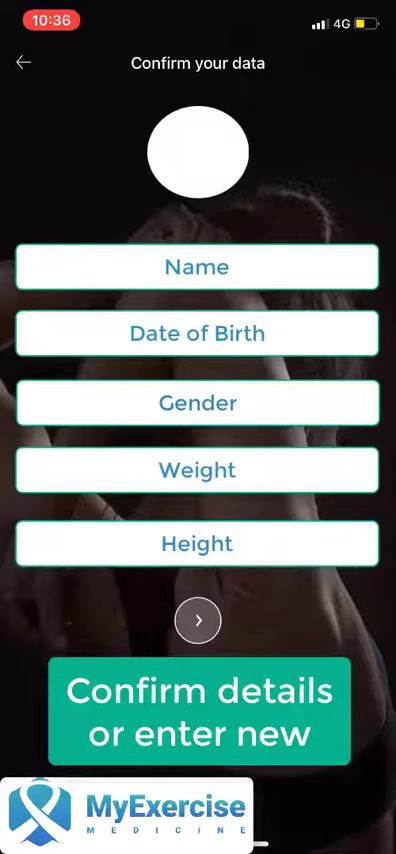 10:36
4G
Confirm your data
Name
Date of Birth
Gender
Weight
Height
Confirm details
or enter new
MyExercise
MEDICINE